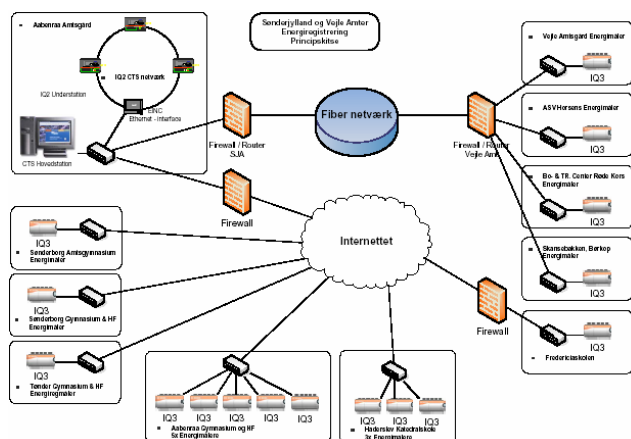 Sønderjylland og Vejle Amter
Energiregistrering
Principskitse
Aabenraa Amtsgård
IQ2 CTS netværk
IQ2 Understation
EINC
Ethernet - interface
CTS Hovedstation
Firewall / Router
SJA
Fiber netværk
Firewall / Router
Vejle Amt
Firewall
Internettet
Firewall
Vejle Amtsgård Energimåler
IQ3
ASV Horsens Energimaler
IQ3
Bo- & TR. Center Røde Kors
Energimaler
IQ3
Skansebakken, Børkop
Energimaler
IQ3
IQ3
Fredericiaskolen
IQ3
Sønderborg Amtsgymnasium
Energimaler
IQ3
Sønderborg Gymnasium & HF
Energimaler
IQ3
Tønder Gymnasium & HF
IQ3 IQ3 IQ3 IQ3 IQ3
Aabenraa Gymnasium og HF
5x Energimålere
IQ3 IQ3 IQ3
Haderslev Katedralskole
3x Energimålere